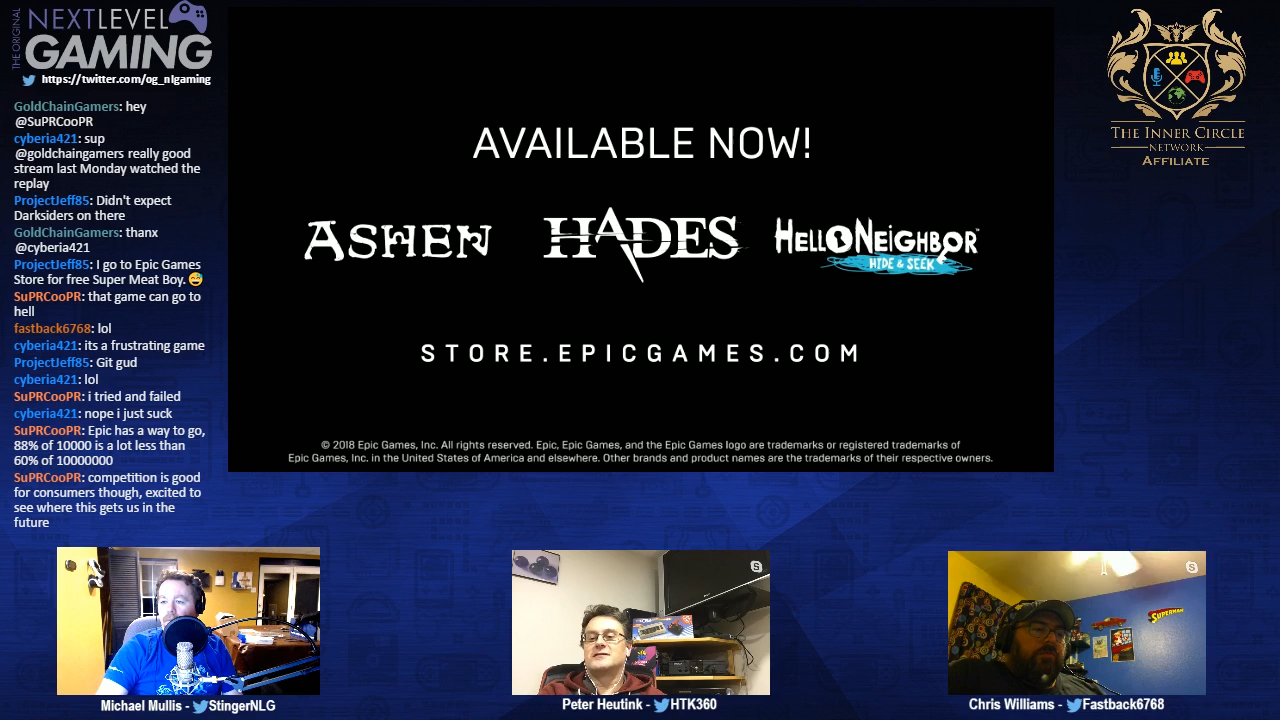 THE ORIGINAL
NEXTLEVEL
GAMING
https://twitter.com/og_nlgaming
GoldChainGamers: hey
@SuPRCooPR
cyberia421: sup
@goldchaingamers really good
stream last Monday watched the
replay
ProjectJeff85: Didn't expect
Darksiders on there
GoldChainGamers: thanx
@cyberia421
ProjectJeff85: I go to Epic Games
Store for free Super Meat Boy. 😅
SuPRCooPR: that game can go to
hell
fastback6768: lol
cyberia421: its a frustrating game
ProjectJeff85: Git gud
cyberia421: lol
SuPRCooPR: i tried and failed
cyberia421: nope i just suck
SuPRCooPR: Epic has a way to go,
88% of 10000 is a lot less than
60% of 10000000
SuPRCooPR: competition is good
for consumers though, excited to
see where this gets us in the
future
AVAILABLE NOW!
ASHEN
HADES
HELLO NEIGHBOR™
HIDE & SEEK
STORE.EPICGAMES.COM
© 2018 Epic Games, Inc. All rights reserved. Epic, Epic Games, and the Epic Games logo are trademarks or registered trademarks of
Epic Games, Inc. in the United States of America and elsewhere. Other brands and product names are the trademarks of their respective owners.
THE INNER CIRCLE
NETWORK
AFFILIATE
SUPERMAN
Michael Mullis - StingerNLG
Peter Heutink - HTK360
Chris Williams - Fastback6768